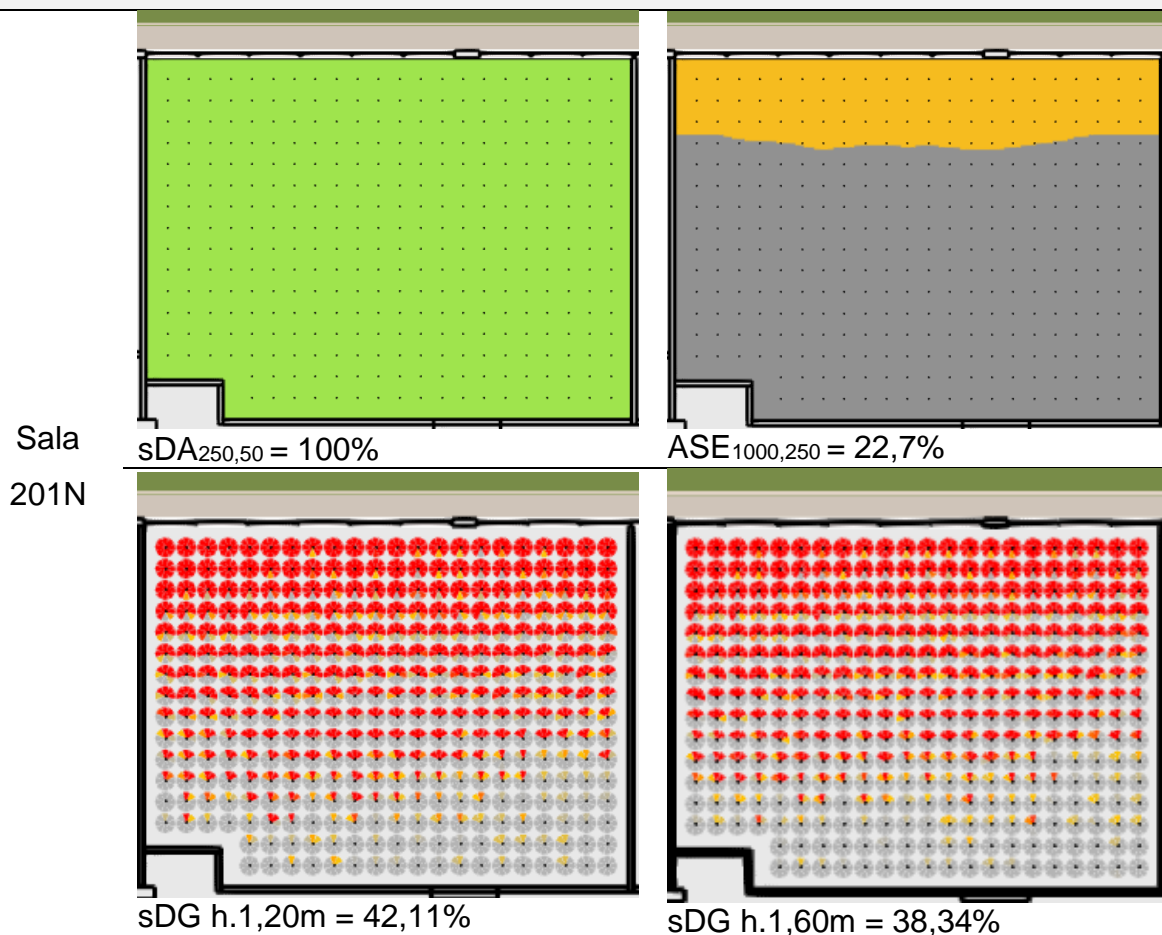 sDA250,50 = 100%
ASE1000,250 = 22,7%
Sala
201N
sDG h.1,20m = 42,11%
sDG h.1,60m = 38,34%